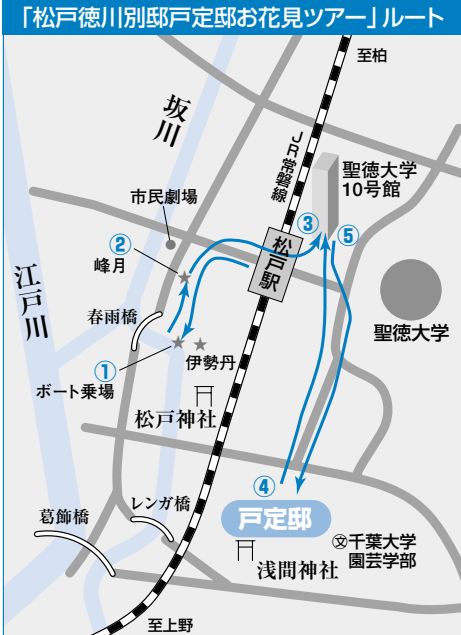 「松戸徳川別邸戸定邸お花見ツアー」ルート
至柏
坂川
JR常磐線
聖徳大学
10号館
市民劇場
②
峰月
③
⑤
松戸駅
江戸川
聖徳大学
春雨橋
①
ボート乗場
伊勢丹
松戸神社
④
戸定邸
葛飾橋
レンガ橋
文千葉大学
園芸学部
浅間神社
至上野